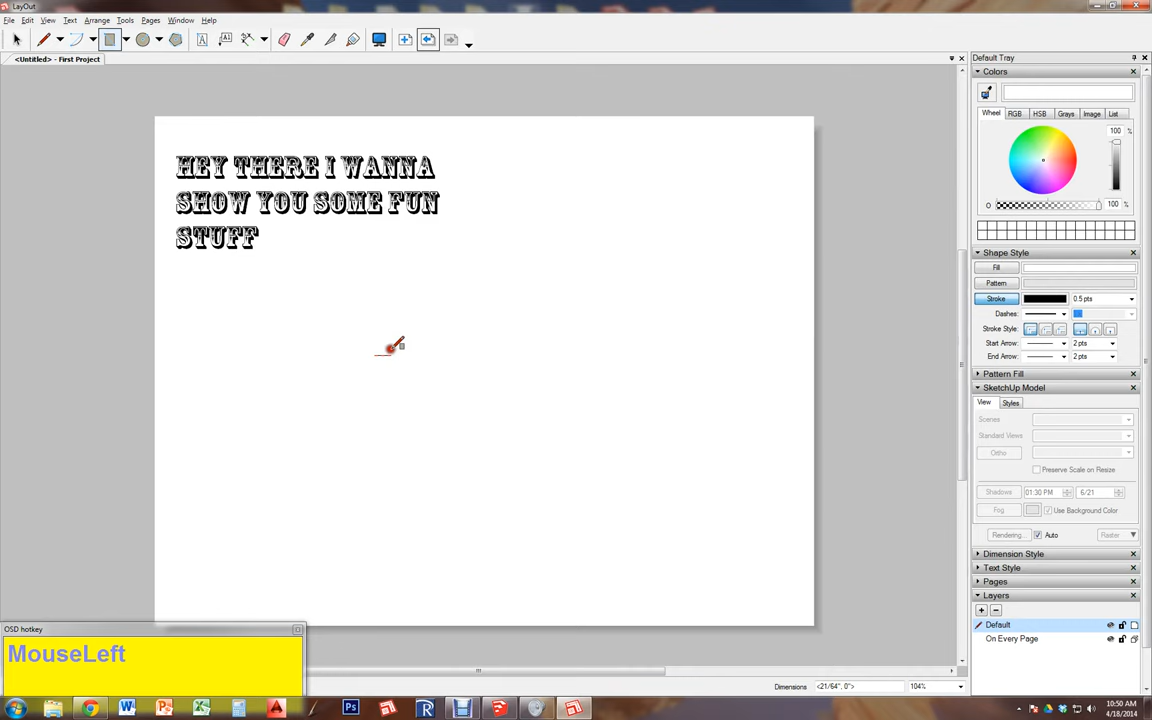 LayOut
File Edit View Text Arrange Tools Pages Window Help
<Untitled> - First Project
Default Tray
Colors
Wheel RGB HSB Grays Image List
100 %
O 100 %
HEY THERE I WANNA
SHOW YOU SOME FUN
STUFF
Shape Style
Fill
Pattern
Stroke 0.5 pts
Dashes:
Stroke Style:
Start Arrow: 2 pts
End Arrow: 2 pts
Pattern Fill
SketchUp Model
View Styles
Scenes
Standard Views
Ortho
Preserve Scale on Resize
Shadows 01:30 PM 6/21
Fog Use Background Color
Rendering... Auto Raster
Dimension Style
Text Style
Pages
Layers
Default
On Every Page
OSD hotkey
MouseLeft
Dimensions <21/64", 0"> 104%
10:50 AM
4/18/2014